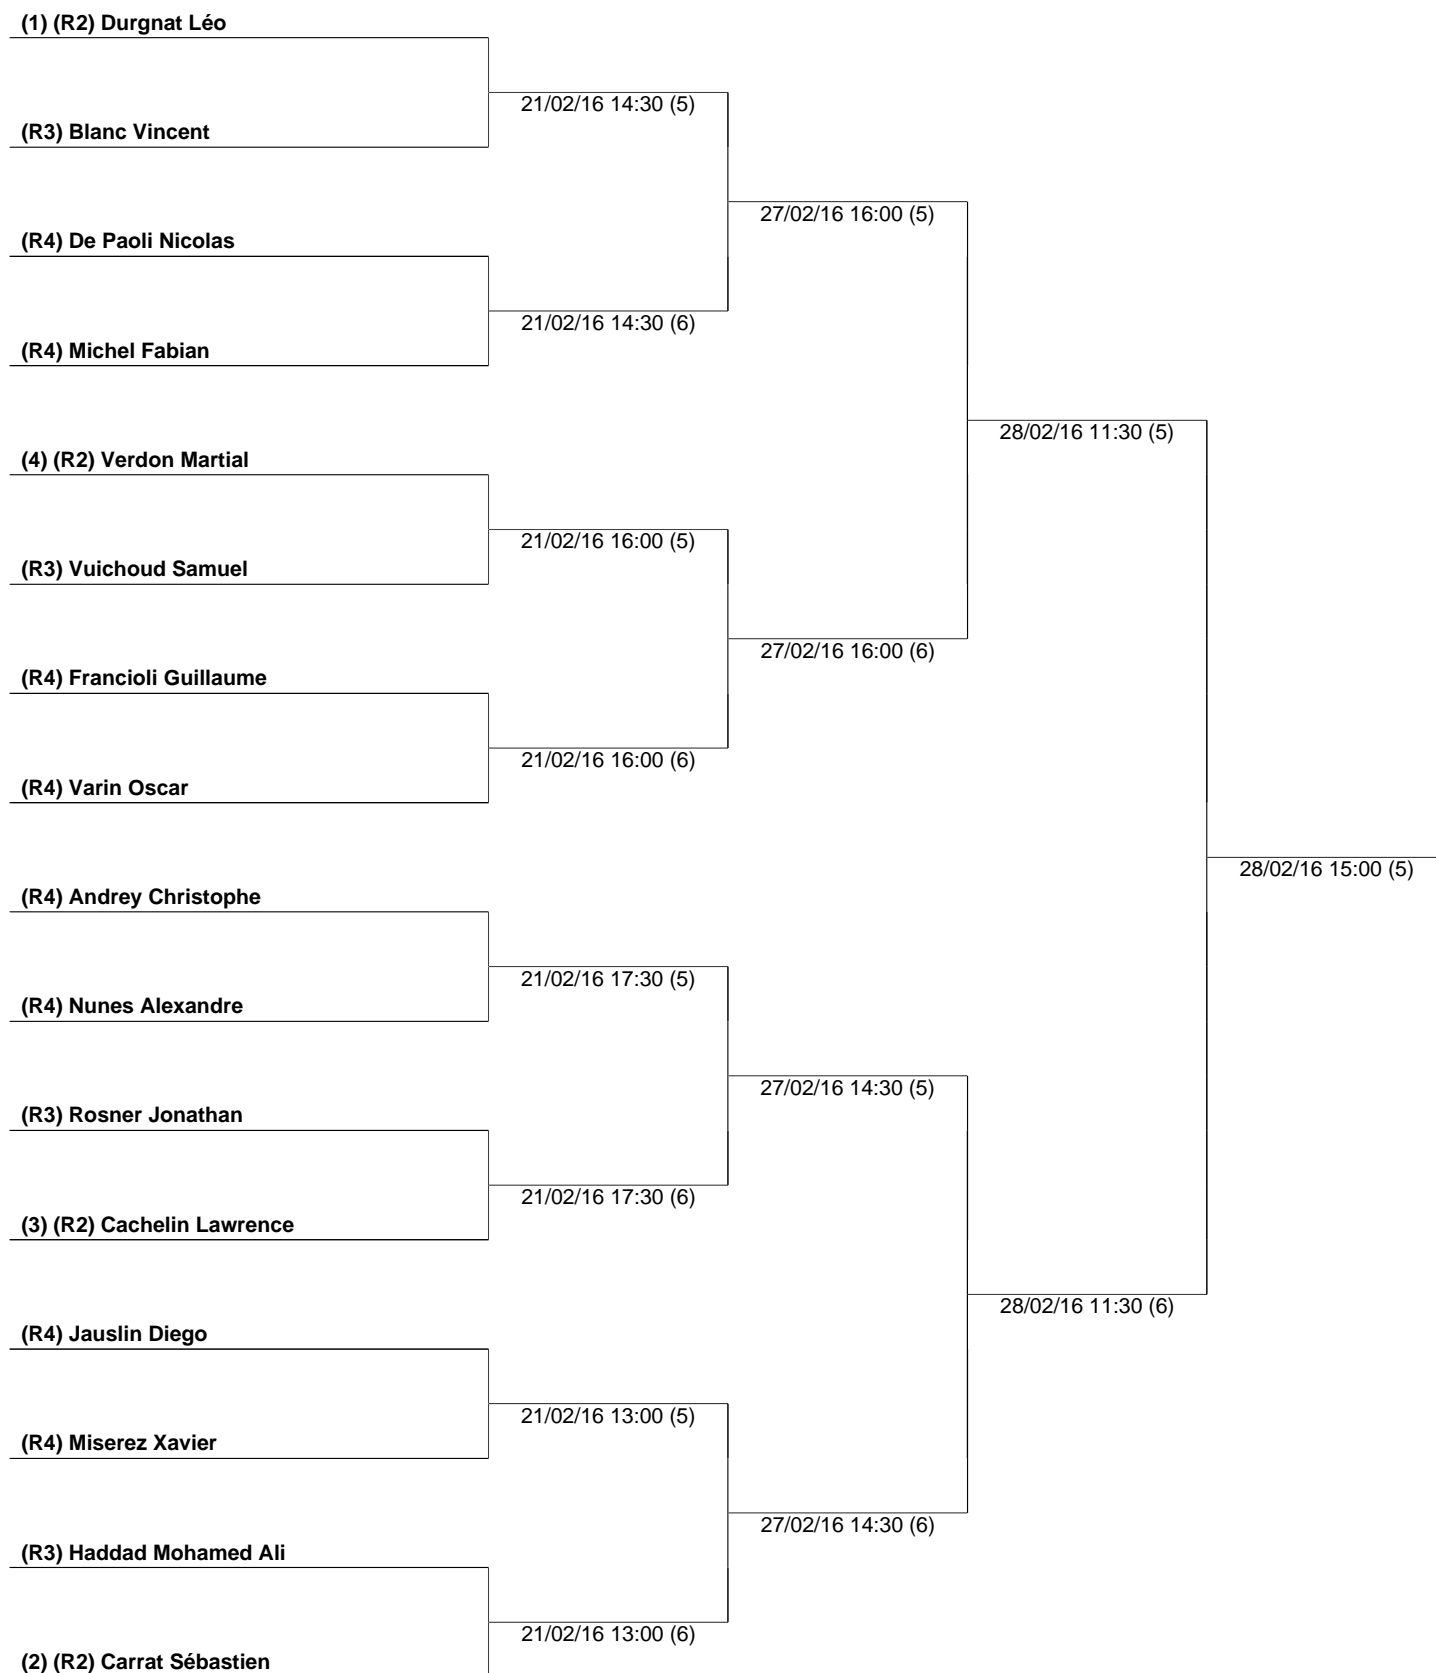 (1) (R2) Durgnat Léo
21/02/16 14:30 (5)
(R3) Blanc Vincent
27/02/16 16:00 (5)
(R4) De Paoli Nicolas
21/02/16 14:30 (6)
(R4) Michel Fabian
28/02/16 11:30 (5)
(4) (R2) Verdon Martial
21/02/16 16:00 (5)
(R3) Vuichoud Samuel
27/02/16 16:00 (6)
(R4) Francioli Guillaume
21/02/16 16:00 (6)
(R4) Varin Oscar
28/02/16 15:00 (5)
(R4) Andrey Christophe
21/02/16 17:30 (5)
(R4) Nunes Alexandre
27/02/16 14:30 (5)
(R3) Rosner Jonathan
21/02/16 17:30 (6)
(3) (R2) Cachelin Lawrence
28/02/16 11:30 (6)
(R4) Jauslin Diego
21/02/16 13:00 (5)
(R4) Miserez Xavier
27/02/16 14:30 (6)
(R3) Haddad Mohamed Ali
21/02/16 13:00 (6)
(2) (R2) Carrat Sébastien